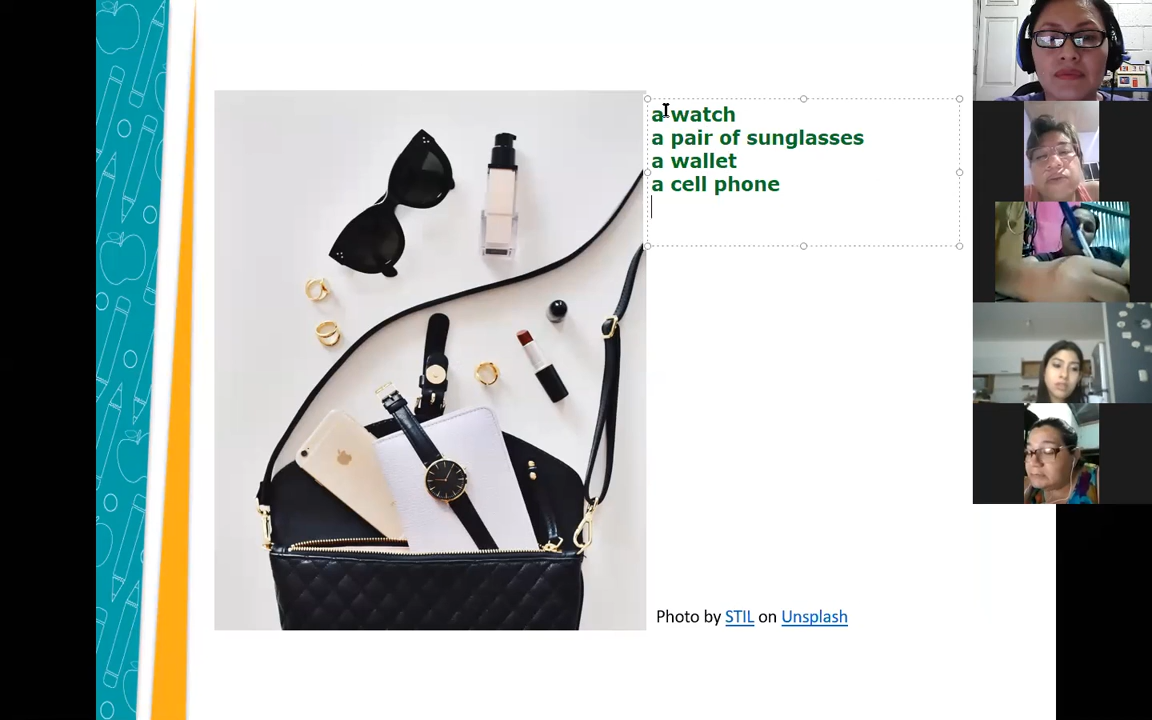 a watch
a pair of sunglasses
a wallet
a cell phone
Photo by STIL on Unsplash